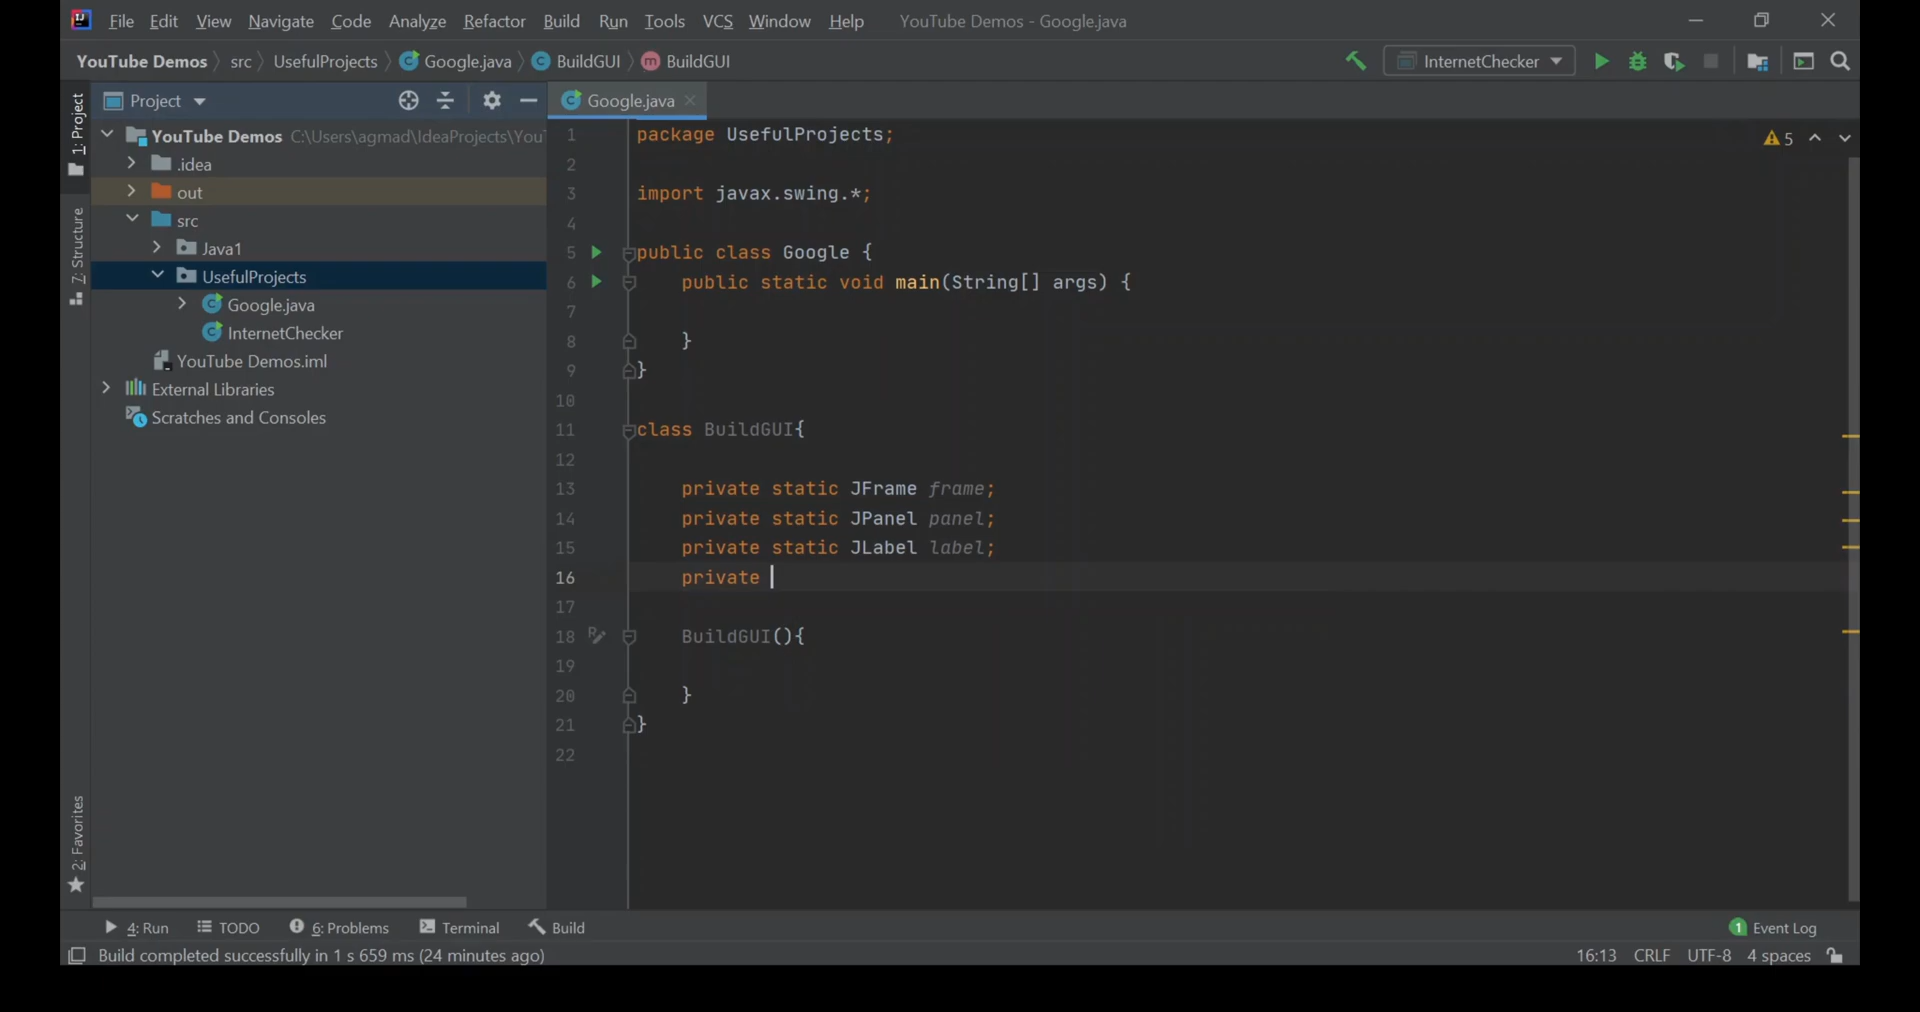 File Edit View Navigate Code Analyze Refactor Build Run Tools VCS Window Help YouTube Demos - Google.java
YouTube Demos src UsefulProjects Google.java BuildGUI m BuildGUI InternetChecker
Project Google.java
1: Project
7: Structure
2: Favorites
YouTube Demos C:\Users\agmad\IdeaProjects\You
.idea
out
src
Java1
UsefulProjects
Google.java
InternetChecker
YouTube Demos.iml
External Libraries
Scratches and Consoles
5
1 package UsefulProjects;
2
3 import javax.swing.*;
4
5 public class Google {
6 public static void main(String[] args) {
7
8 }
9 }
10
11 class BuildGUI{
12
13 private static JFrame frame;
14 private static JPanel panel;
15 private static JLabel label;
16 private
17
18 BuildGUI(){
19
20 }
21 }
22
4: Run TODO 6: Problems Terminal Build 1 Event Log
Build completed successfully in 1 s 659 ms (24 minutes ago) 16:13 CRLF UTF-8 4 spaces